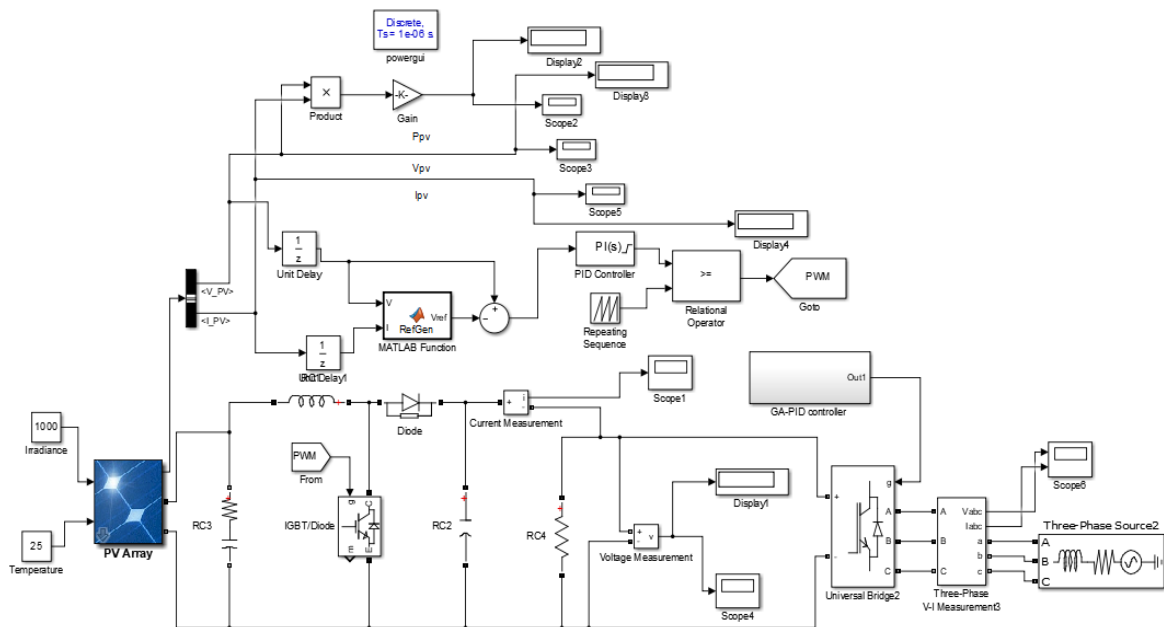 Discrete,
Ts = 1e-06 s.
powergui
Display2
Display3
×
Product
-K-
Gain
Scope2
Ppv
Scope3
Vpv
Ipv
Scope5
Display4
1
z
Unit Delay
<V_PV>
<I_PV>
V
I
RefGen
Vref
MATLAB Function
+
−
PI(s)
PID Controller
>=
Relational
Operator
PWM
Goto
Repeating
Sequence
1
z
Unit Delay1
Out1
GA-PID controller
Scope1
Diode
+
-
i
Current Measurement
1000
Irradiance
25
Temperature
PV Array
RC3
PWM
From
g
C
m
E
IGBT/Diode
RC2
RC4
Display1
+
-
v
Voltage Measurement
Scope4
g
+
-
A
B
C
Universal Bridge2
A
B
C
Vabc
Iabc
a
b
c
Three-Phase
V-I Measurement3
Scope6
Three-Phase Source2
A
B
C